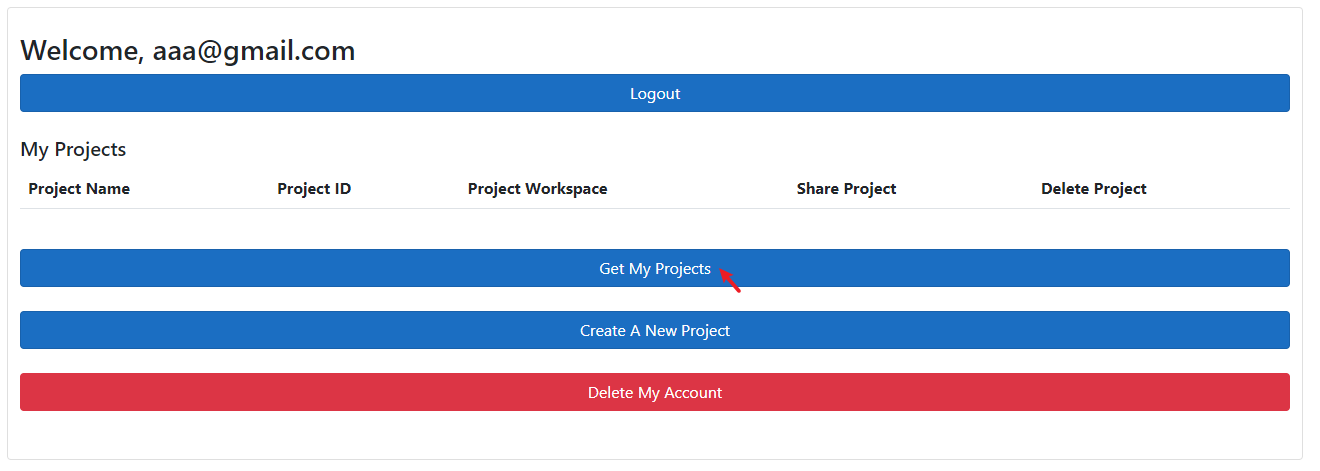 Welcome, aaa@gmail.com
Logout
My Projects
Project Name Project ID Project Workspace Share Project Delete Project
Get My Projects
Create A New Project
Delete My Account